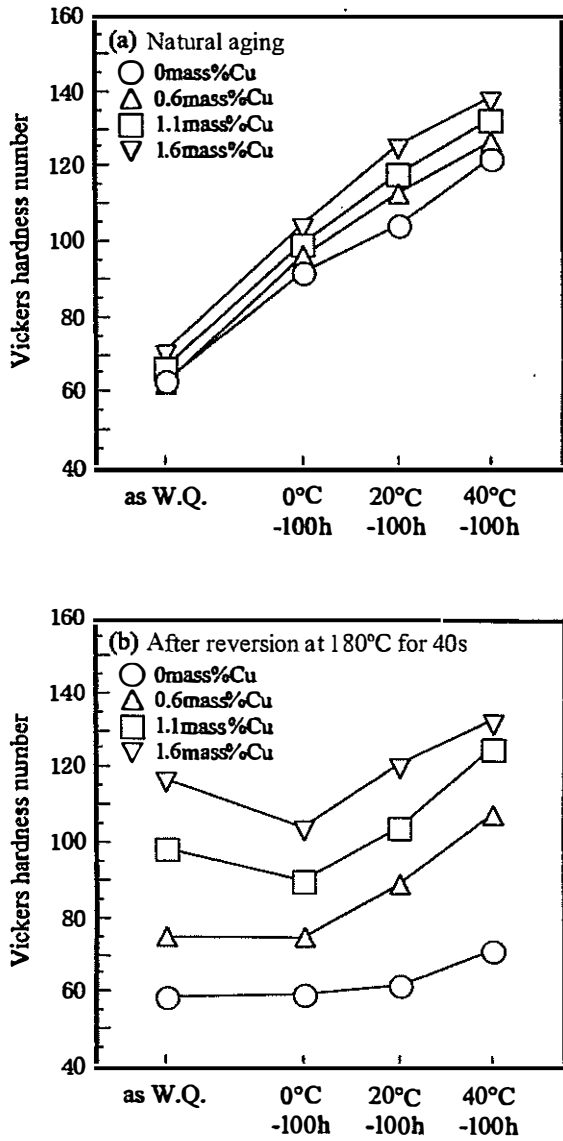 160
(a) Natural aging
0mass%Cu
0.6mass%Cu
1.1mass%Cu
1.6mass%Cu
140
120
100
80
60
40
Vickers hardness number
as W.Q. 0°C 20°C 40°C
-100h -100h -100h
160
(b) After reversion at 180°C for 40s
0mass%Cu
0.6mass%Cu
1.1mass%Cu
1.6mass%Cu
140
120
100
80
60
40
Vickers hardness number
as W.Q. 0°C 20°C 40°C
-100h -100h -100h